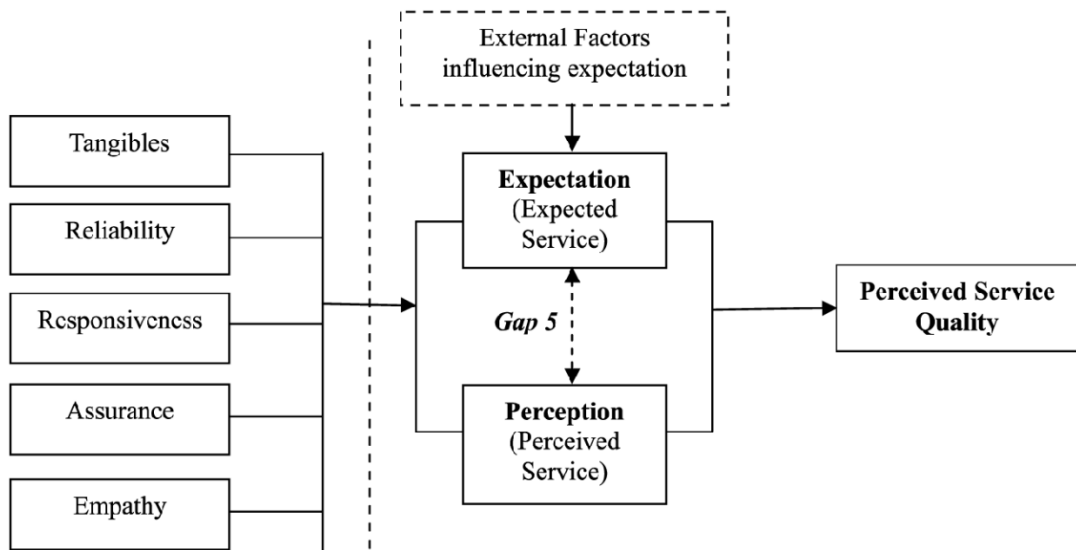 External Factors
influencing expectation
Tangibles
Reliability
Responsiveness
Assurance
Empathy
Expectation
(Expected
Service)
Gap 5
Perception
(Perceived
Service)
Perceived Service
Quality